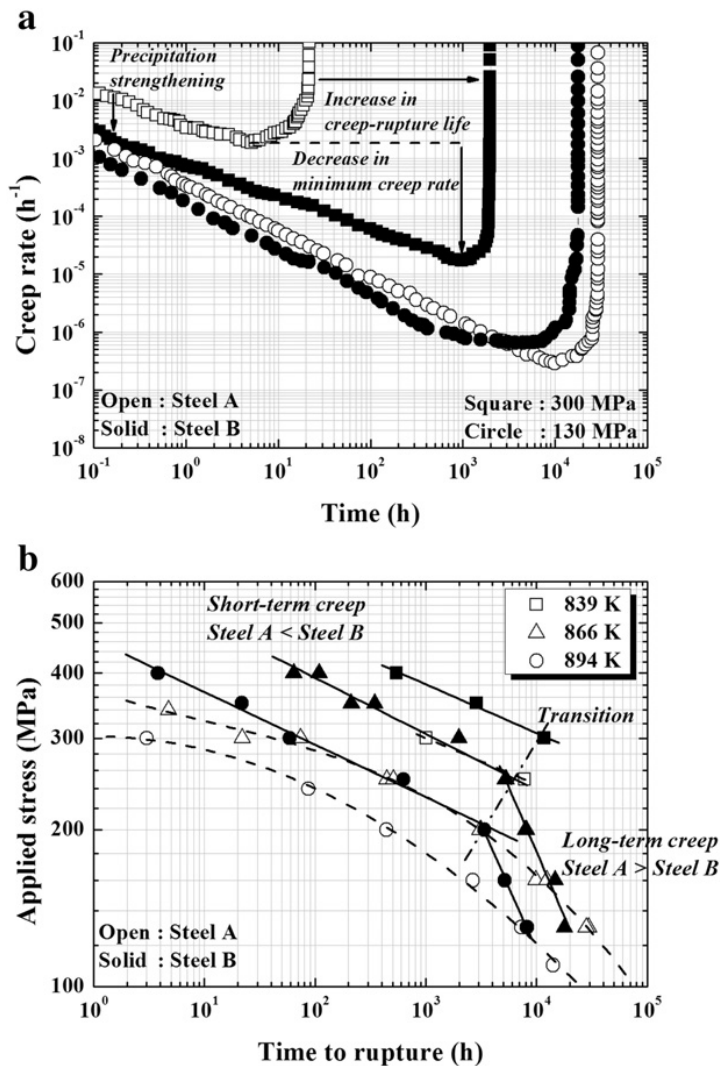 a
Precipitation
strengthening
Increase in
creep-rupture life
Decrease in
minimum creep rate
Open : Steel A
Solid : Steel B
Square : 300 MPa
Circle : 130 MPa
10^-1
10^-2
10^-3
10^-4
10^-5
10^-6
10^-7
10^-8
Creep rate (h^-1)
10^-1 10^0 10^1 10^2 10^3 10^4 10^5
Time (h)
b
Short-term creep
Steel A < Steel B
839 K
866 K
894 K
Transition
Long-term creep
Steel A > Steel B
Open : Steel A
Solid : Steel B
600
500
400
300
200
100
Applied stress (MPa)
10^0 10^1 10^2 10^3 10^4 10^5
Time to rupture (h)